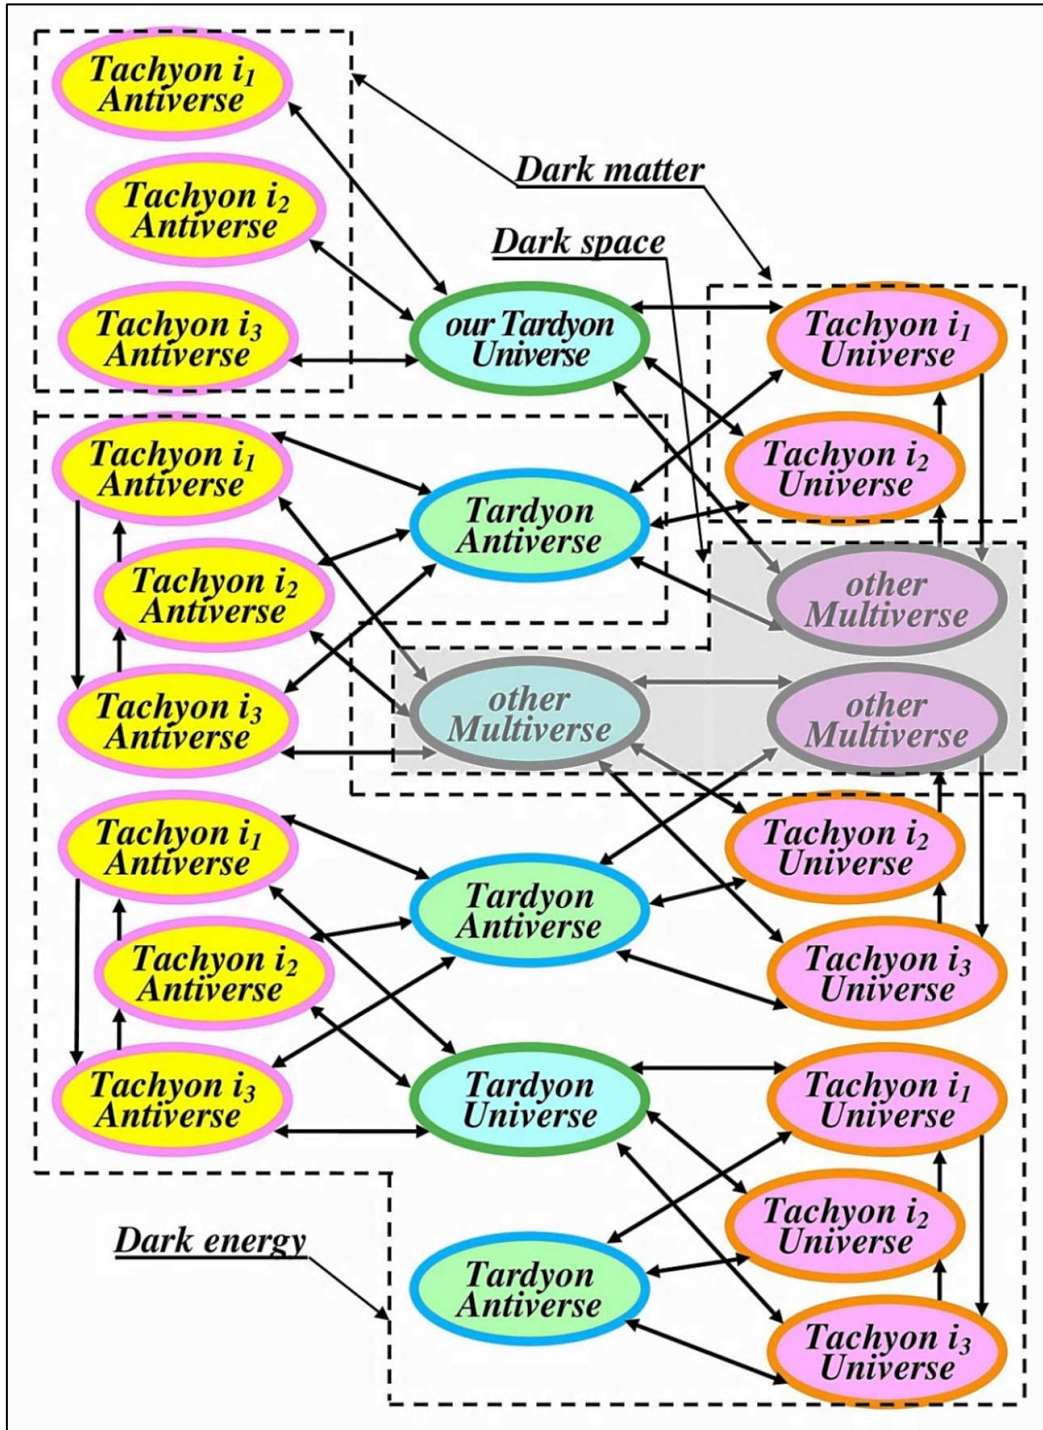 Tachyon i1
Antiverse
Dark matter
Tachyon i2
Antiverse
Dark space
Tachyon i3
Antiverse
our Tardyon
Universe
Tachyon i1
Universe
Tachyon i1
Antiverse
Tachyon i2
Universe
Tardyon
Antiverse
Tachyon i2
Antiverse
other
Multiverse
Tachyon i3
Antiverse
other
Multiverse
other
Multiverse
Tachyon i1
Antiverse
Tachyon i2
Universe
Tardyon
Antiverse
Tachyon i2
Antiverse
Tachyon i3
Universe
Tachyon i3
Antiverse
Tardyon
Universe
Tachyon i1
Universe
Tachyon i2
Universe
Dark energy
Tardyon
Antiverse
Tachyon i3
Universe